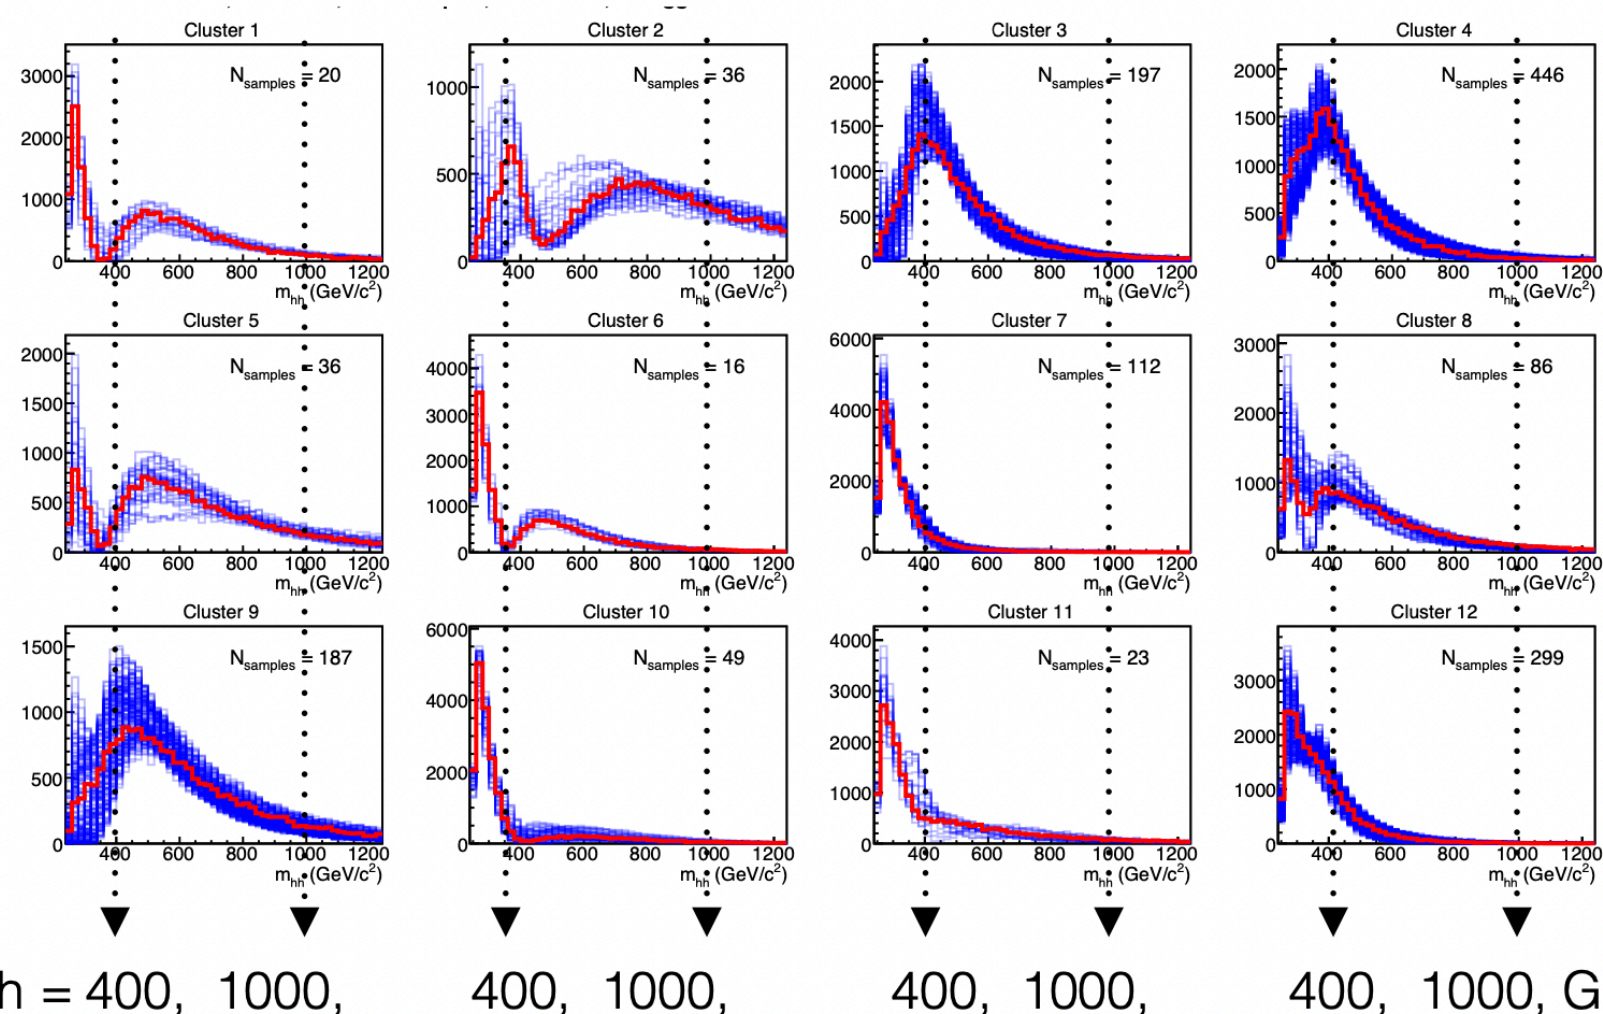 Cluster 1
Cluster 2
Cluster 3
Cluster 4
Nsamples = 20
Nsamples = 36
Nsamples = 197
Nsamples = 446
3000
2000
1000
0
400 600 800 1000 1200
mhh (GeV/c2)
1000
500
0
400 600 800 1000 1200
mhh (GeV/c2)
2000
1500
1000
500
0
400 600 800 1000 1200
mhh (GeV/c2)
2000
1500
1000
500
0
400 600 800 1000 1200
mhh (GeV/c2)
Cluster 5
Cluster 6
Cluster 7
Cluster 8
Nsamples = 36
Nsamples = 16
Nsamples = 112
Nsamples = 86
2000
1500
1000
500
0
400 600 800 1000 1200
mhh (GeV/c2)
4000
3000
2000
1000
0
400 600 800 1000 1200
mhh (GeV/c2)
6000
4000
2000
0
400 600 800 1000 1200
mhh (GeV/c2)
3000
2000
1000
0
400 600 800 1000 1200
mhh (GeV/c2)
Cluster 9
Cluster 10
Cluster 11
Cluster 12
Nsamples = 187
Nsamples = 49
Nsamples = 23
Nsamples = 299
1500
1000
500
0
400 600 800 1000 1200
mhh (GeV/c2)
6000
4000
2000
0
400 600 800 1000 1200
mhh (GeV/c2)
4000
3000
2000
1000
0
400 600 800 1000 1200
mhh (GeV/c2)
3000
2000
1000
0
400 600 800 1000 1200
mhh (GeV/c2)
h = 400, 1000, 400, 1000, 400, 1000, 400, 1000, G